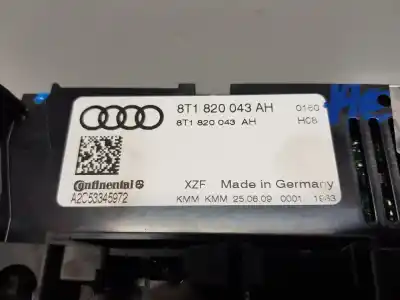 8T1 820 043 AH 0160
8T1 820 043 AH HC8
Continental XZF Made in Germany
A2C53345972 KMM KMM 25.06.09 0001